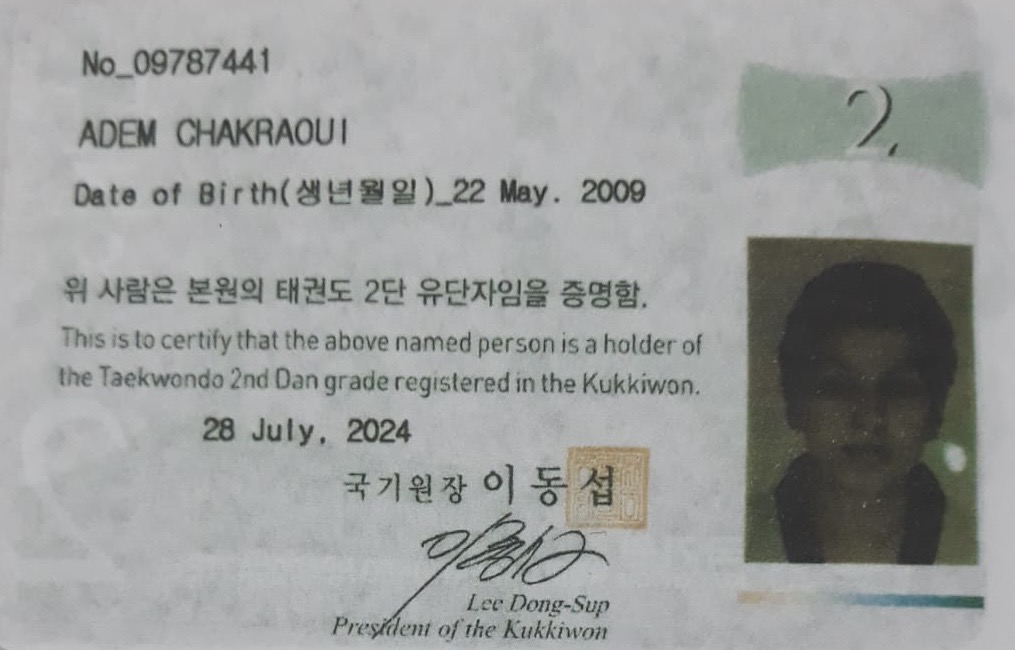 No_09787441
2
ADEM CHAKRAOUI
Date of Birth(생년월일)_22 May. 2009
위 사람은 본원의 태권도 2단 유단자임을 증명함.
This is to certify that the above named person is a holder of
the Taekwondo 2nd Dan grade registered in the Kukkiwon.
28 July, 2024
국기원장 이동섭
Lee Dong-Sup
President of the Kukkiwon